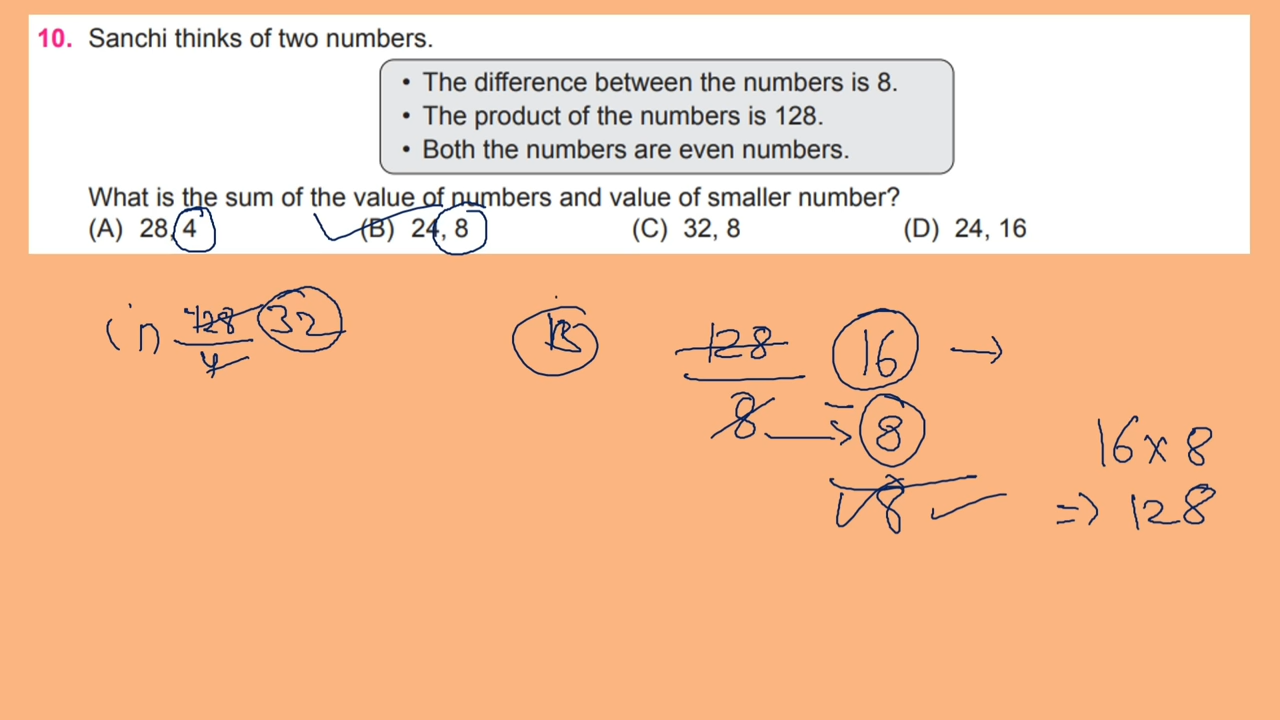 10. Sanchi thinks of two numbers.
• The difference between the numbers is 8.
• The product of the numbers is 128.
• Both the numbers are even numbers.
What is the sum of the value of numbers and value of smaller number?
(A) 28, 4 (B) 24, 8 (C) 32, 8 (D) 24, 16
128 32
4
B
128 16 →
8 → 8
8
16 x 8
=> 128